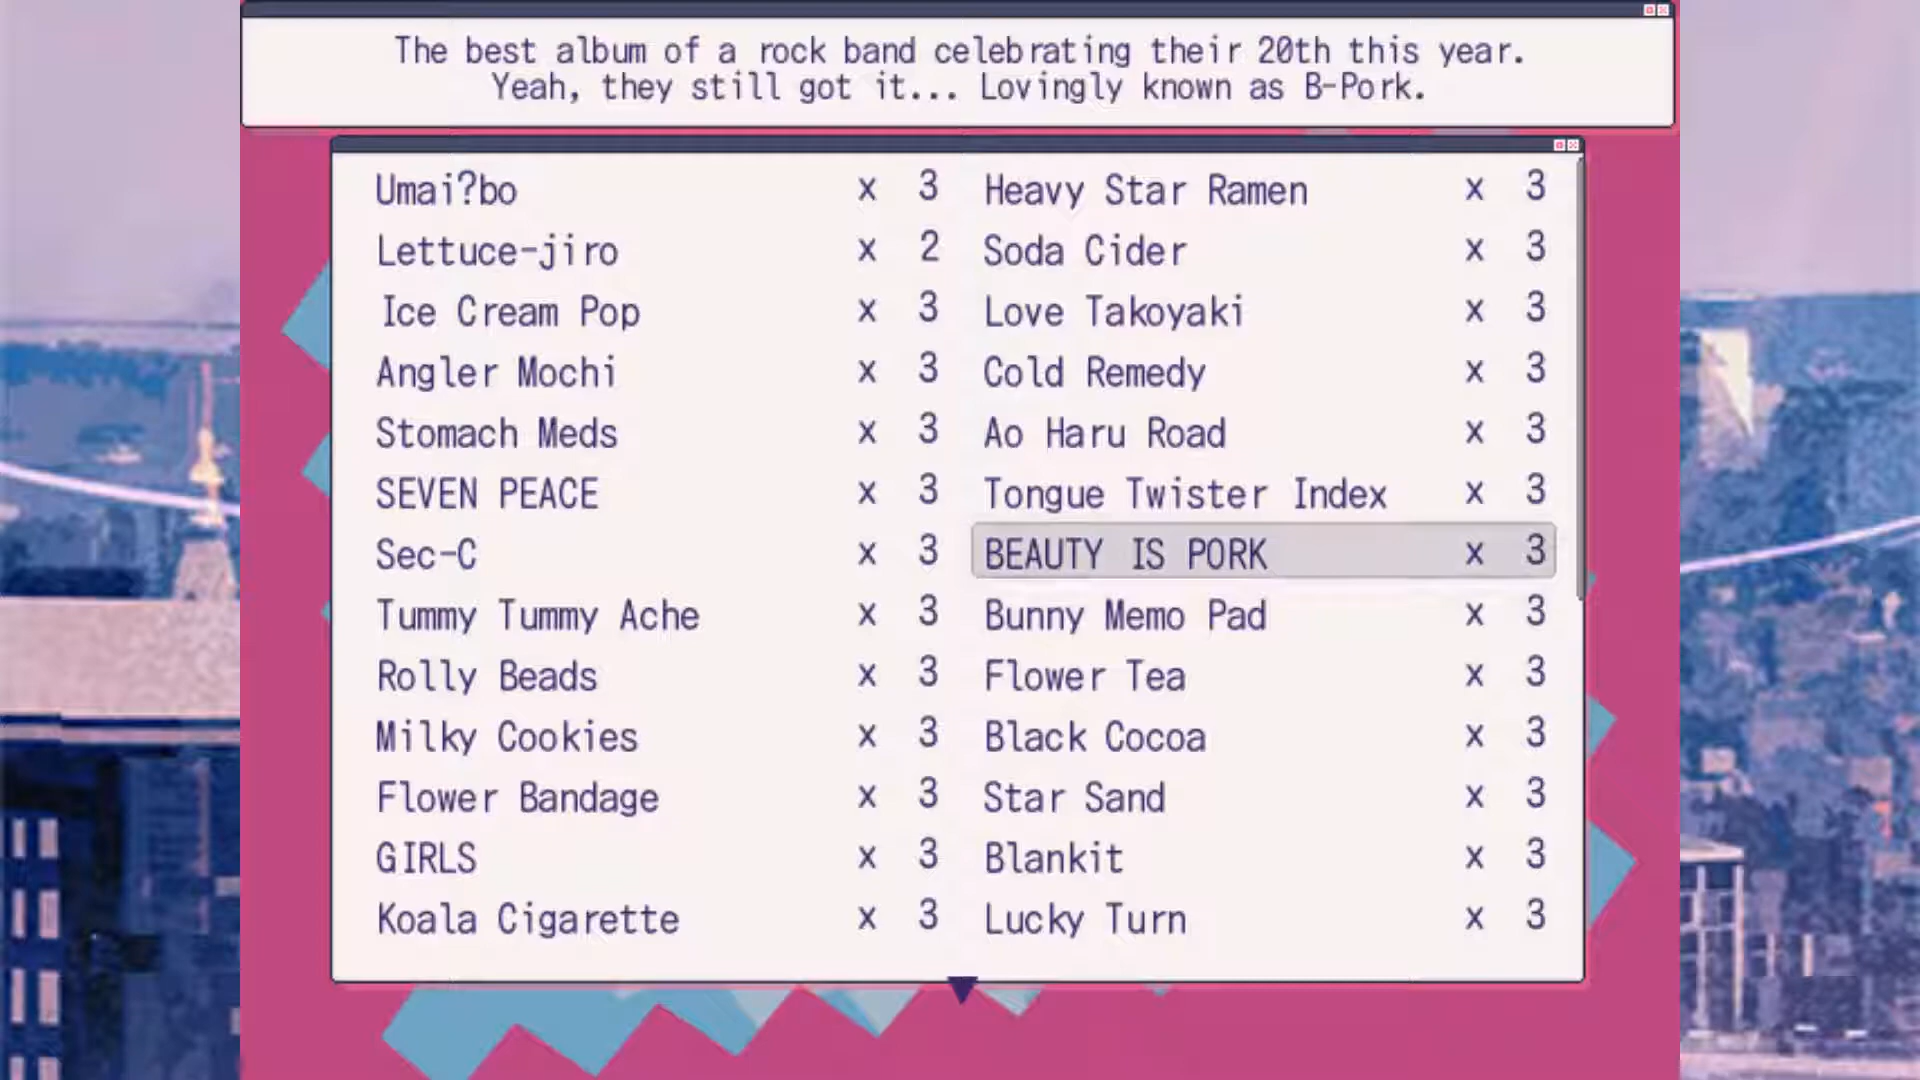 The best album of a rock band celebrating their 20th this year.
Yeah, they still got it... Lovingly known as B-Pork.
Umai?bo x 3 Heavy Star Ramen x 3
Lettuce-jiro x 2 Soda Cider x 3
Ice Cream Pop x 3 Love Takoyaki x 3
Angler Mochi x 3 Cold Remedy x 3
Stomach Meds x 3 Ao Haru Road x 3
SEVEN PEACE x 3 Tongue Twister Index x 3
Sec-C x 3 BEAUTY IS PORK x 3
Tummy Tummy Ache x 3 Bunny Memo Pad x 3
Rolly Beads x 3 Flower Tea x 3
Milky Cookies x 3 Black Cocoa x 3
Flower Bandage x 3 Star Sand x 3
GIRLS x 3 Blankit x 3
Koala Cigarette x 3 Lucky Turn x 3